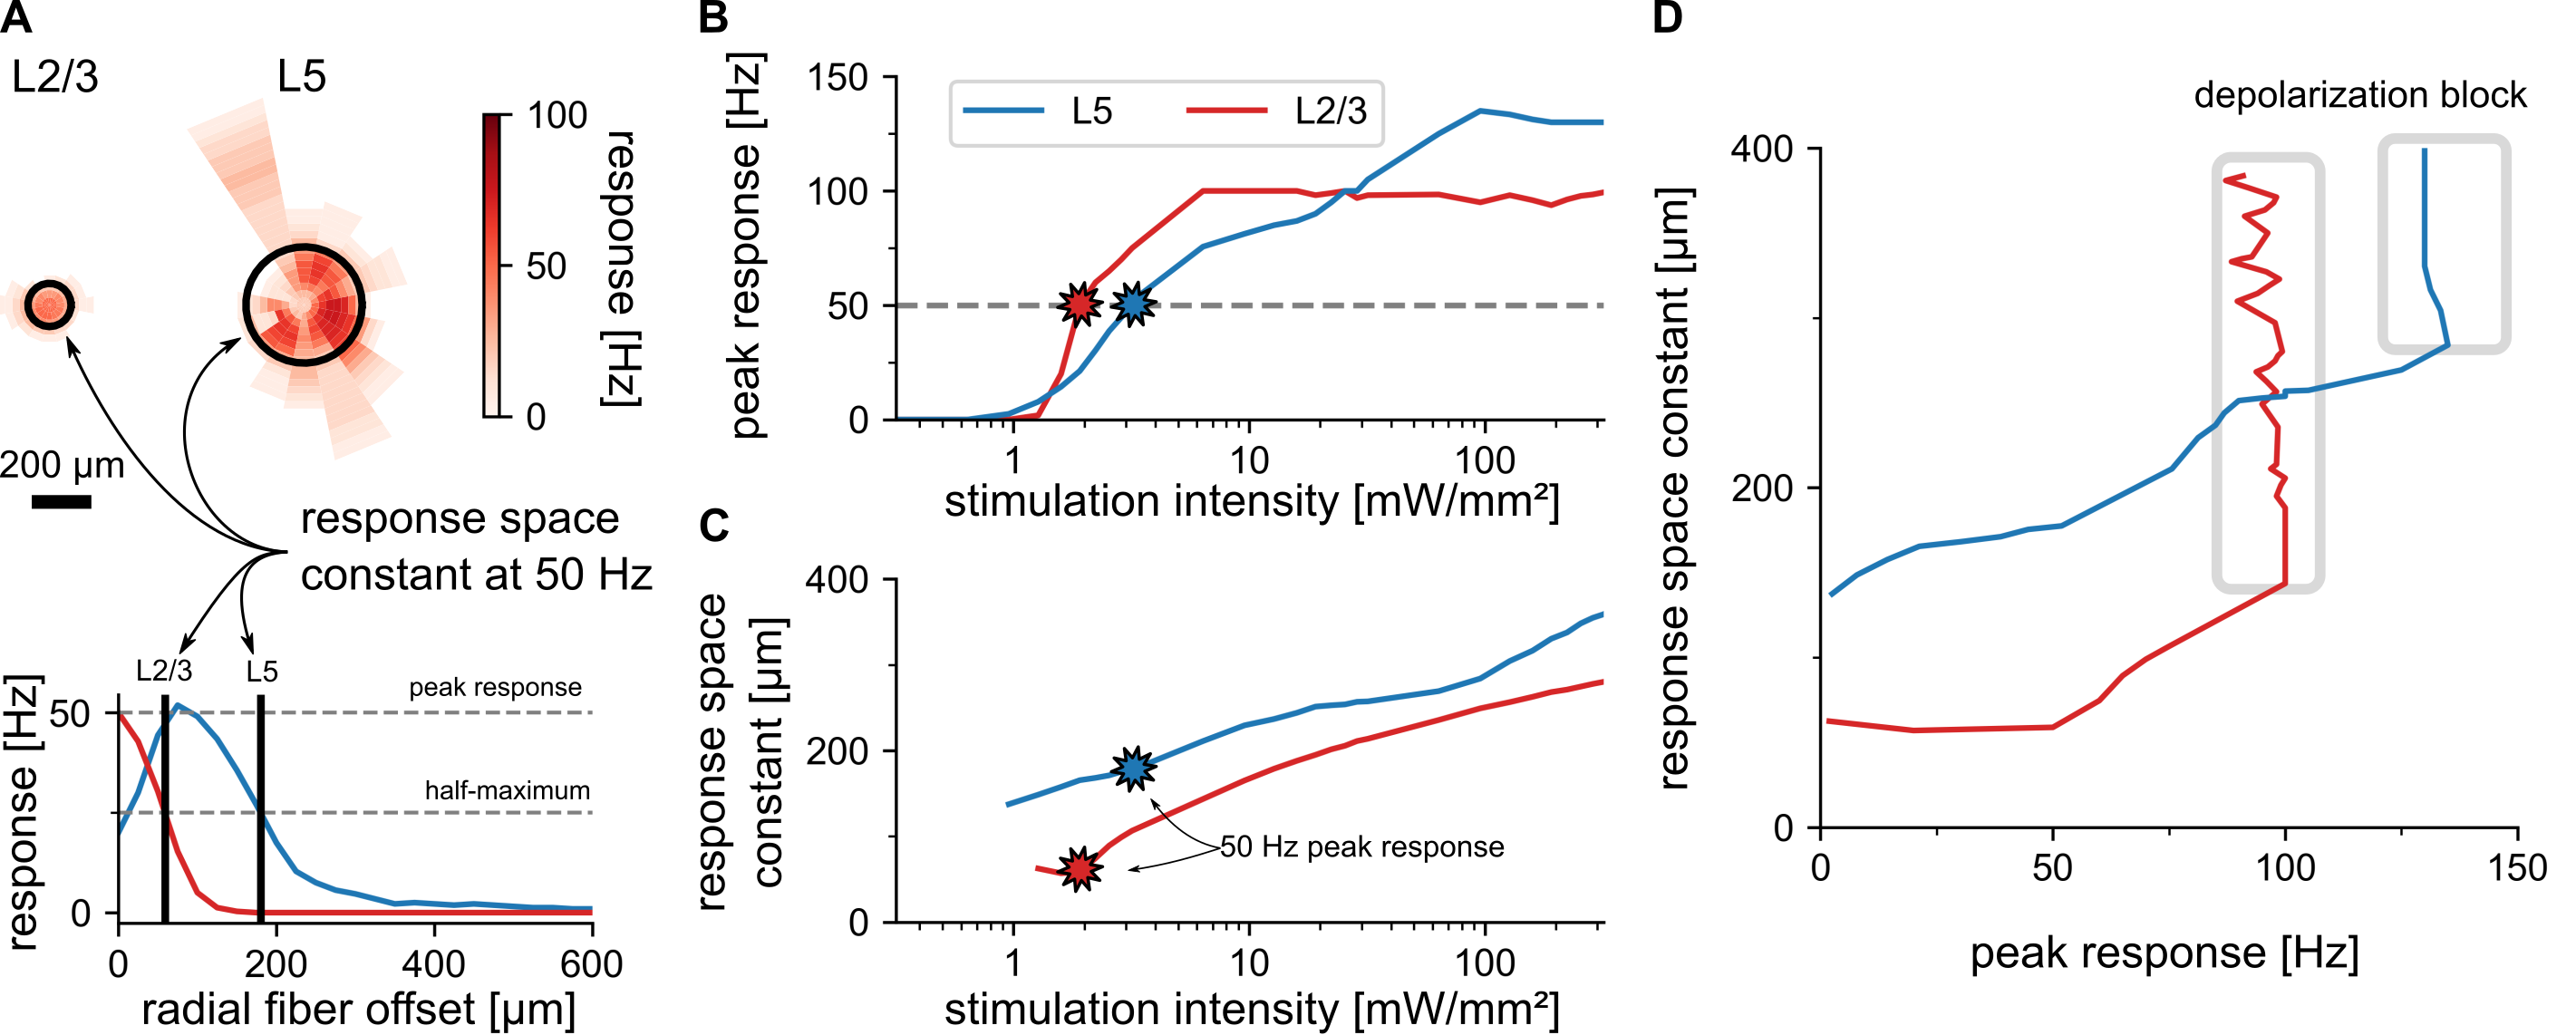 A
L2/3
L5
100
50
0
response [Hz]
200 µm
response space
constant at 50 Hz
L2/3
L5
peak response
half-maximum
50
0
response [Hz]
0
200
400
600
radial fiber offset [µm]
B
150
100
50
0
peak response [Hz]
L5
L2/3
1
10
100
stimulation intensity [mW/mm²]
C
400
200
0
response space
constant [µm]
50 Hz peak response
1
10
100
stimulation intensity [mW/mm²]
D
depolarization block
400
200
0
response space constant [µm]
0
50
100
150
peak response [Hz]